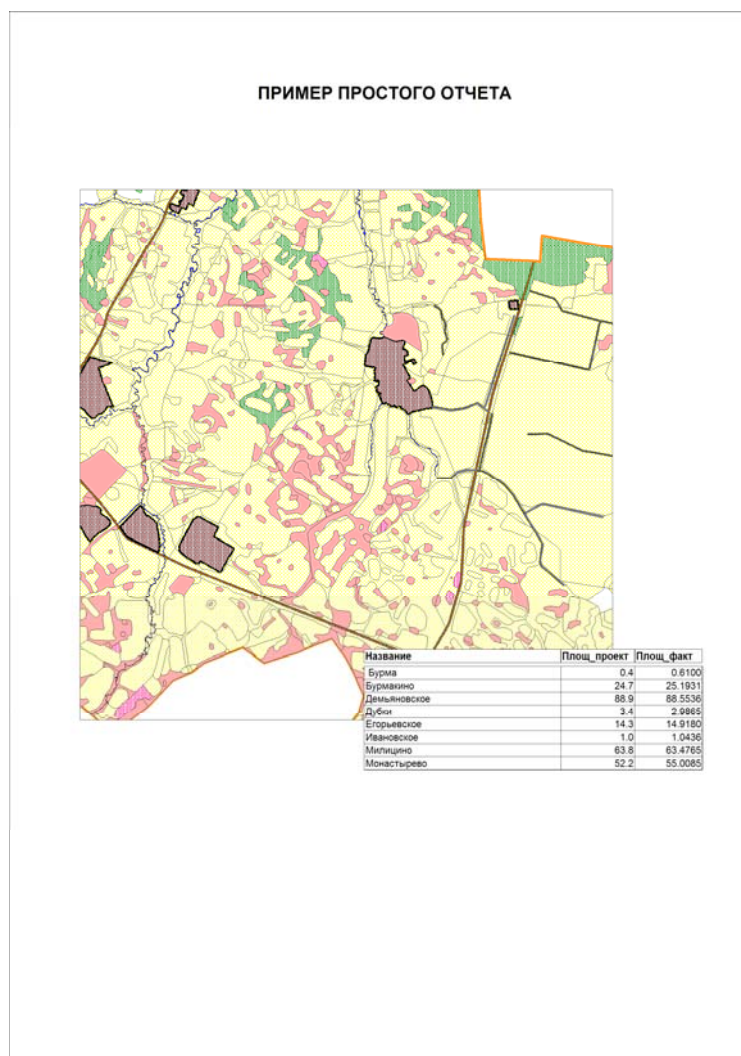 ПРИМЕР ПРОСТОГО ОТЧЕТА
Название Площ_проект Площ_факт
Бурма 0.4 0.6100
Бурмакино 24.7 25.1931
Демьяновское 88.9 88.5536
Дубки 3.4 2.9865
Егорьевское 14.3 14.9180
Ивановское 1.0 1.0436
Милицино 63.8 63.4765
Монастырево 52.2 55.0085